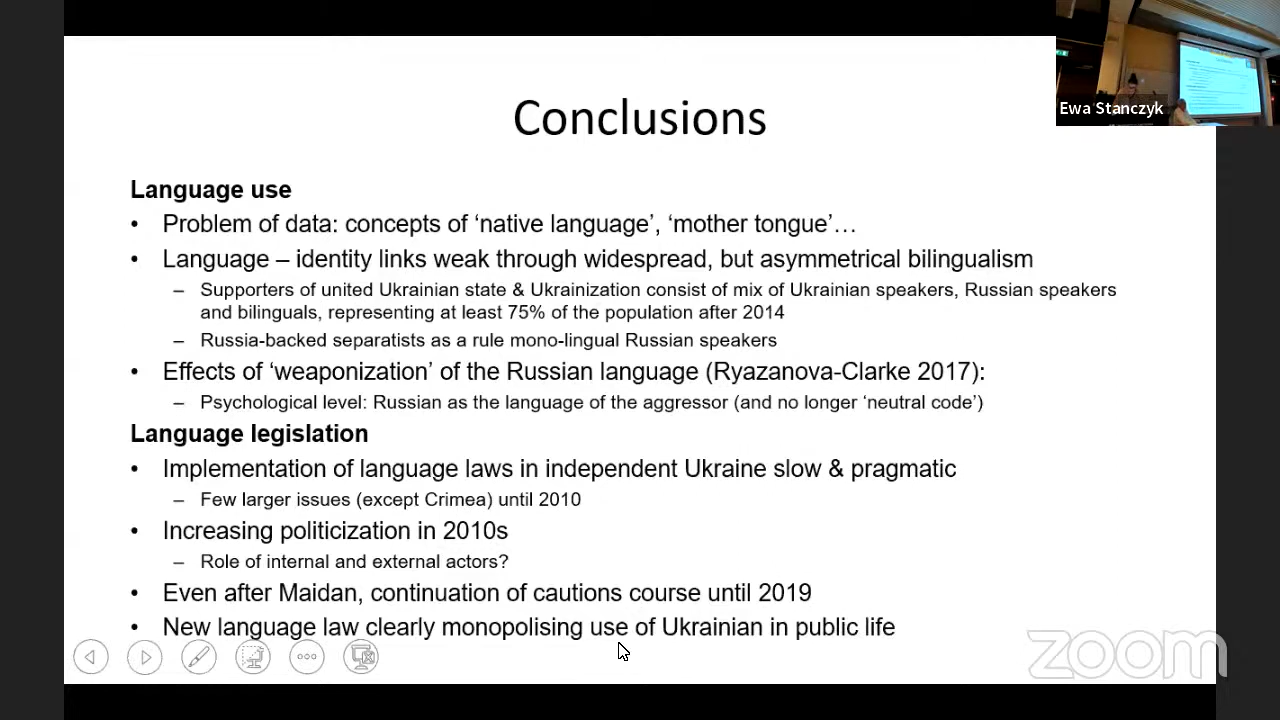 Ewa Stanczyk
Conclusions
Language use
• Problem of data: concepts of ‘native language’, ‘mother tongue’…
• Language – identity links weak through widespread, but asymmetrical bilingualism
– Supporters of united Ukrainian state & Ukrainization consist of mix of Ukrainian speakers, Russian speakers
and bilinguals, representing at least 75% of the population after 2014
– Russia-backed separatists as a rule mono-lingual Russian speakers
• Effects of ‘weaponization’ of the Russian language (Ryazanova-Clarke 2017):
– Psychological level: Russian as the language of the aggressor (and no longer ‘neutral code’)
Language legislation
• Implementation of language laws in independent Ukraine slow & pragmatic
– Few larger issues (except Crimea) until 2010
• Increasing politicization in 2010s
– Role of internal and external actors?
• Even after Maidan, continuation of cautions course until 2019
• New language law clearly monopolising use of Ukrainian in public life
zoom